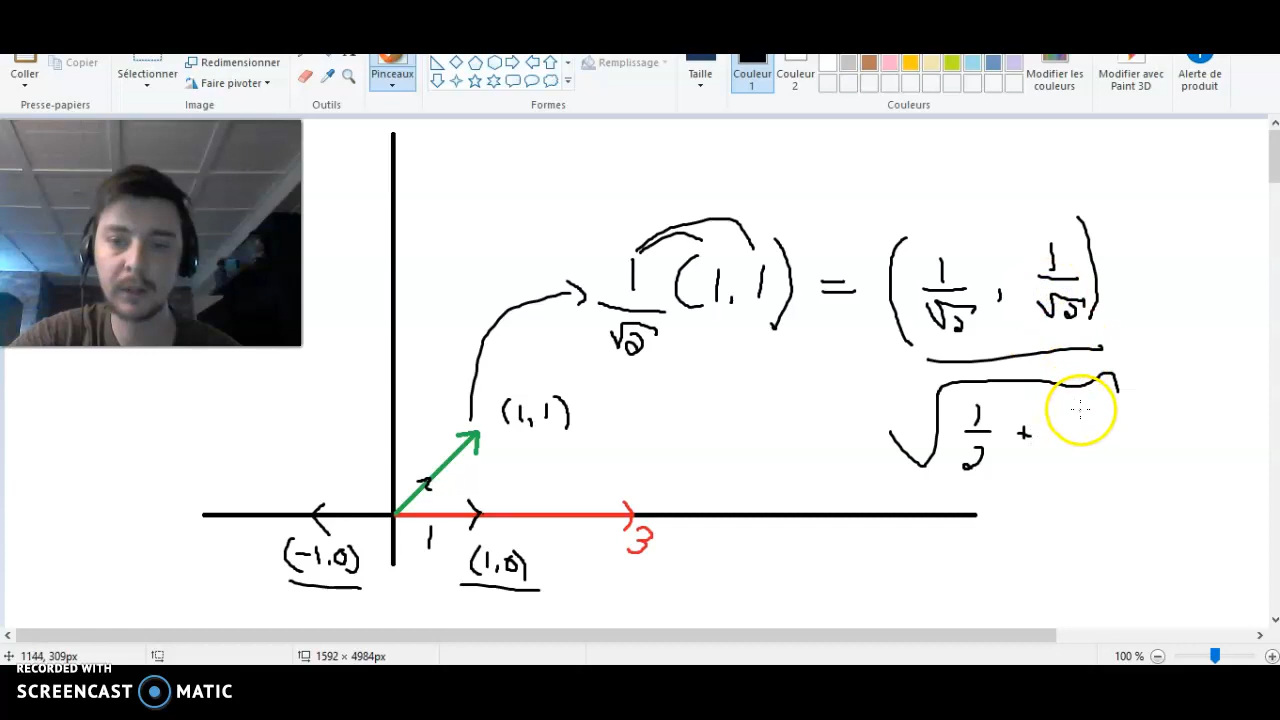 Coller
Copier
Sélectionner
Redimensionner
Faire pivoter
Pinceaux
Remplissage
Taille
Couleur
1
Couleur
2
Modifier les
couleurs
Modifier avec
Paint 3D
Alerte de
produit
Presse-papiers
Image
Outils
Formes
Couleurs
1/√2 (1,1) = (1/√2, 1/√2)
(1,1)
√1/2 +
1
3
(-1,0)
(1,0)
1144, 309px
1592 × 4984px
100 %
RECORDED WITH
SCREENCAST MATIC